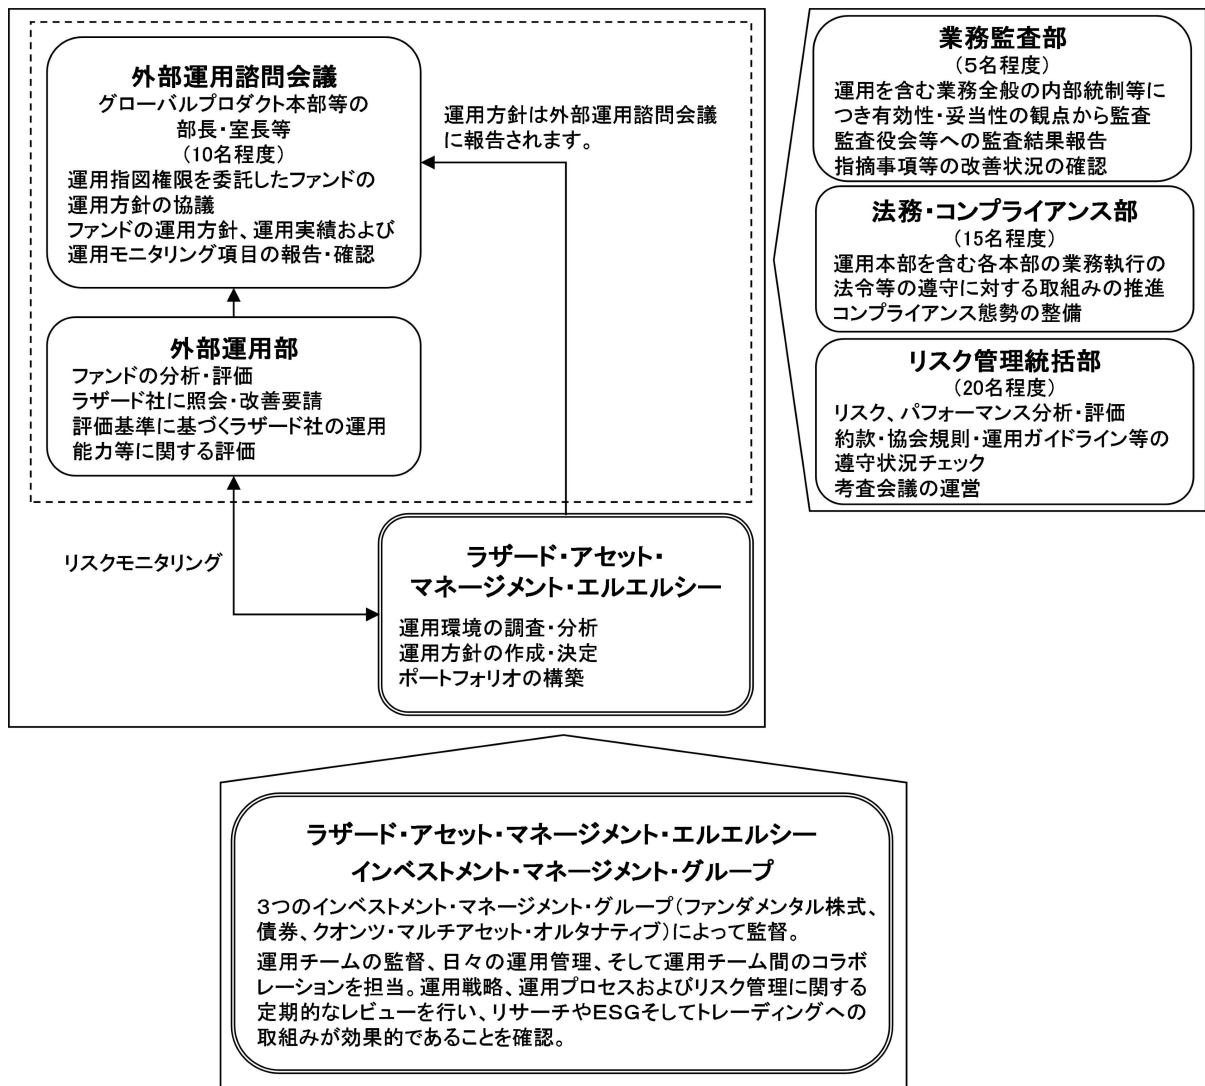 外部運用諮問会議
グローバルプロダクト本部等の
部長・室長等
(10名程度)
運用指図権限を委託したファンドの
運用方針の協議
ファンドの運用方針、運用実績および
運用モニタリング項目の報告・確認
運用方針は外部運用諮問会議
に報告されます。
外部運用部
ファンドの分析・評価
ラザード社に照会・改善要請
評価基準に基づくラザード社の運用
能力等に関する評価
リスクモニタリング
ラザード・アセット・
マネージメント・エルエルシー
運用環境の調査・分析
運用方針の作成・決定
ポートフォリオの構築
業務監査部
(5名程度)
運用を含む業務全般の内部統制等に
つき有効性・妥当性の観点から監査
監査役会等への監査結果報告
指摘事項等の改善状況の確認
法務・コンプライアンス部
(15名程度)
運用本部を含む各本部の業務執行の
法令等の遵守に対する取組みの推進
コンプライアンス態勢の整備
リスク管理統括部
(20名程度)
リスク、パフォーマンス分析・評価
約款・協会規則・運用ガイドライン等の
遵守状況チェック
考査会議の運営
ラザード・アセット・マネージメント・エルエルシー
インベストメント・マネージメント・グループ
3つのインベストメント・マネージメント・グループ(ファンダメンタル株式、
債券、クオンツ・マルチアセット・オルタナティブ)によって監督。
運用チームの監督、日々の運用管理、そして運用チーム間のコラボ
レーションを担当。運用戦略、運用プロセスおよびリスク管理に関する
定期的なレビューを行い、リサーチやESGそしてトレーディングへの
取組みが効果的であることを確認。